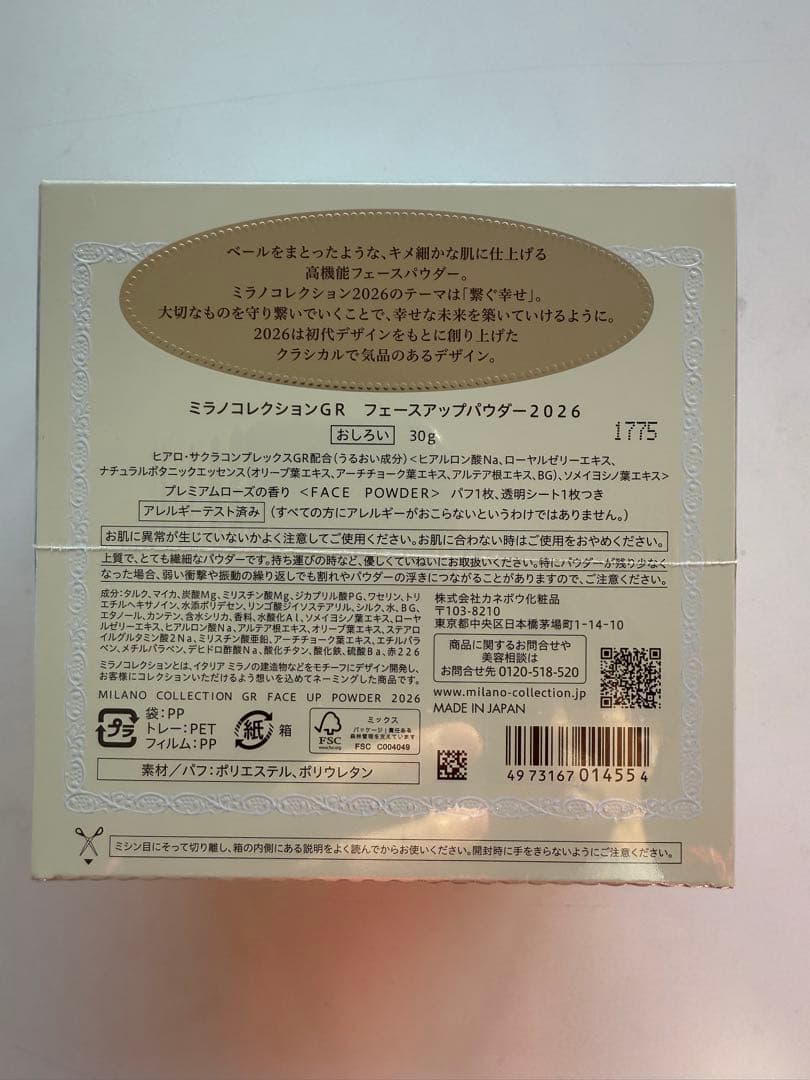 ベールをまとったような、キメ細かな肌に仕上げる
高機能フェースパウダー。
ミラノコレクション2026のテーマは「繋ぐ幸せ」。
大切なものを守り繋いでいくことで、幸せな未来を築いていけるように。
2026は初代デザインをもとに創り上げた
クラシカルで気品のあるデザイン。
ミラノコレクションGR フェースアップパウダー2026
おしろい 30g
1775
ヒアロ・サクラコンプレックスGR配合(うるおい成分)<ヒアルロン酸Na、ローヤルゼリーエキス、
ナチュラルボタニックエッセンス(オリーブ葉エキス、アーチチョーク葉エキス、アルテア根エキス、BG)、ソメイヨシノ葉エキス>
プレミアムローズの香り <FACE POWDER> パフ1枚、透明シート1枚つき
アレルギーテスト済み (すべての方にアレルギーがおこらないというわけではありません。)
お肌に異常が生じていないかよく注意してご使用ください。お肌に合わない時はご使用をおやめください。
上質で、とても繊細なパウダーです。持ち運びの時など、優しくていねいにお取扱いください。特にパウダーが残り少なく
なった場合、弱い衝撃や振動の繰り返しでも割れやパウダーの浮きにつながることがありますので、ご注意ください。
成分:タルク、マイカ、炭酸Mg、ミリスチン酸Mg、ジカプリル酸PG、ワセリン、トリ
エチルヘキサノイン、水添ポリデセン、リンゴ酸ジイソステアリル、シルク、水、BG、
エタノール、カンテン、含水シリカ、香料、水酸化Al、ソメイヨシノ葉エキス、ローヤ
ルゼリーエキス、ヒアルロン酸Na、アルテア根エキス、オリーブ葉エキス、ステアロ
イルグルタミン酸2Na、ミリスチン酸亜鉛、アーチチョーク葉エキス、エチルパラ
ベン、メチルパラベン、デヒドロ酢酸Na、酸化チタン、酸化鉄、硫酸Ba、赤226
ミラノコレクションとは、イタリア ミラノの建造物などをモチーフにデザイン開発し、
お客様にコレクションいただけるよう想いを込めてネーミングした商品です。
MILANO COLLECTION GR FACE UP POWDER 2026
株式会社カネボウ化粧品
〒103-8210
東京都中央区日本橋茅場町1-14-10
商品に関するお問合せや
美容相談は
お問合せ先 0120-518-520
www.milano-collection.jp
MADE IN JAPAN
プラ
袋:PP
トレー:PET
フィルム:PP
紙 箱
FSC
www.fsc.org
ミックス
パッケージ|責任ある
森林管理を支えています
FSC C004049
素材/パフ:ポリエステル、ポリウレタン
4973167 014554
ミシン目にそって切り離し、箱の内側にある説明をよく読んでからお使いください。開封時に手をきらないようにご注意ください。